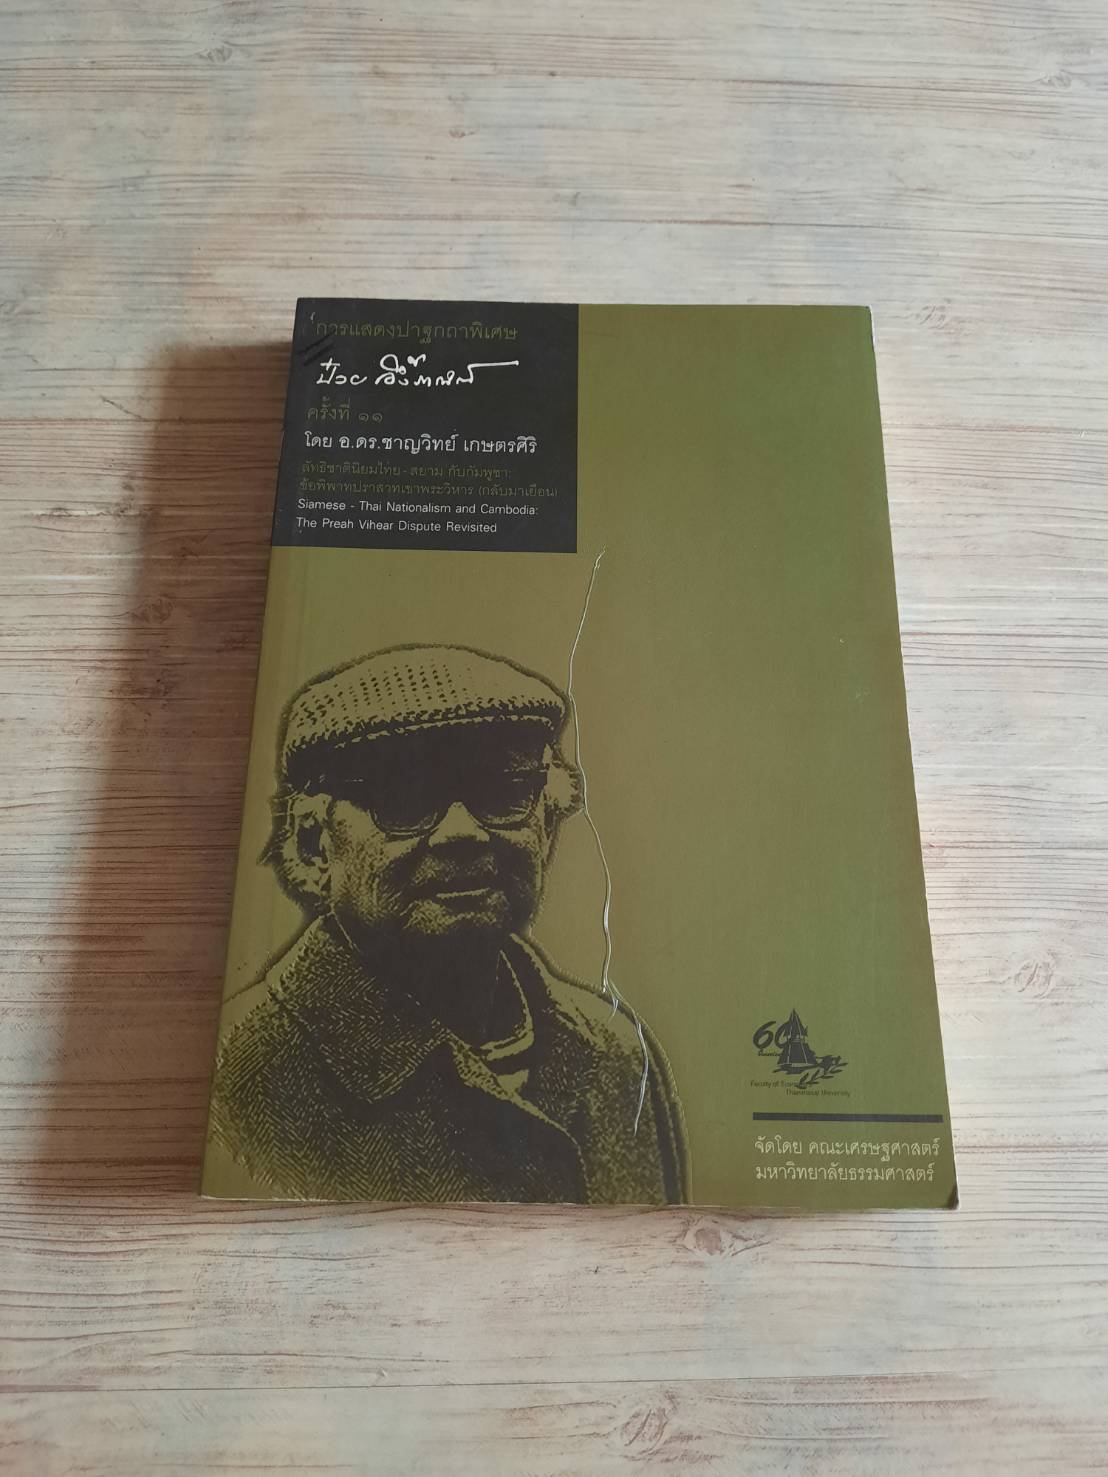 การแสดงปาฐกถาพิเศษ
ป๋วย อึ๊งภากรณ์
ครั้งที่ ๑๑
โดย อ.ดร.ชาญวิทย์ เกษตรศิริ
ลัทธิชาตินิยมไทย - สยาม กับกัมพูชา:
ข้อพิพาทปราสาทเขาพระวิหาร (กลับมาเยือน)
Siamese - Thai Nationalism and Cambodia:
The Preah Vihear Dispute Revisited
60
Faculty of
Thammasat University
จัดโดย คณะเศรษฐศาสตร์
มหาวิทยาลัยธรรมศาสตร์